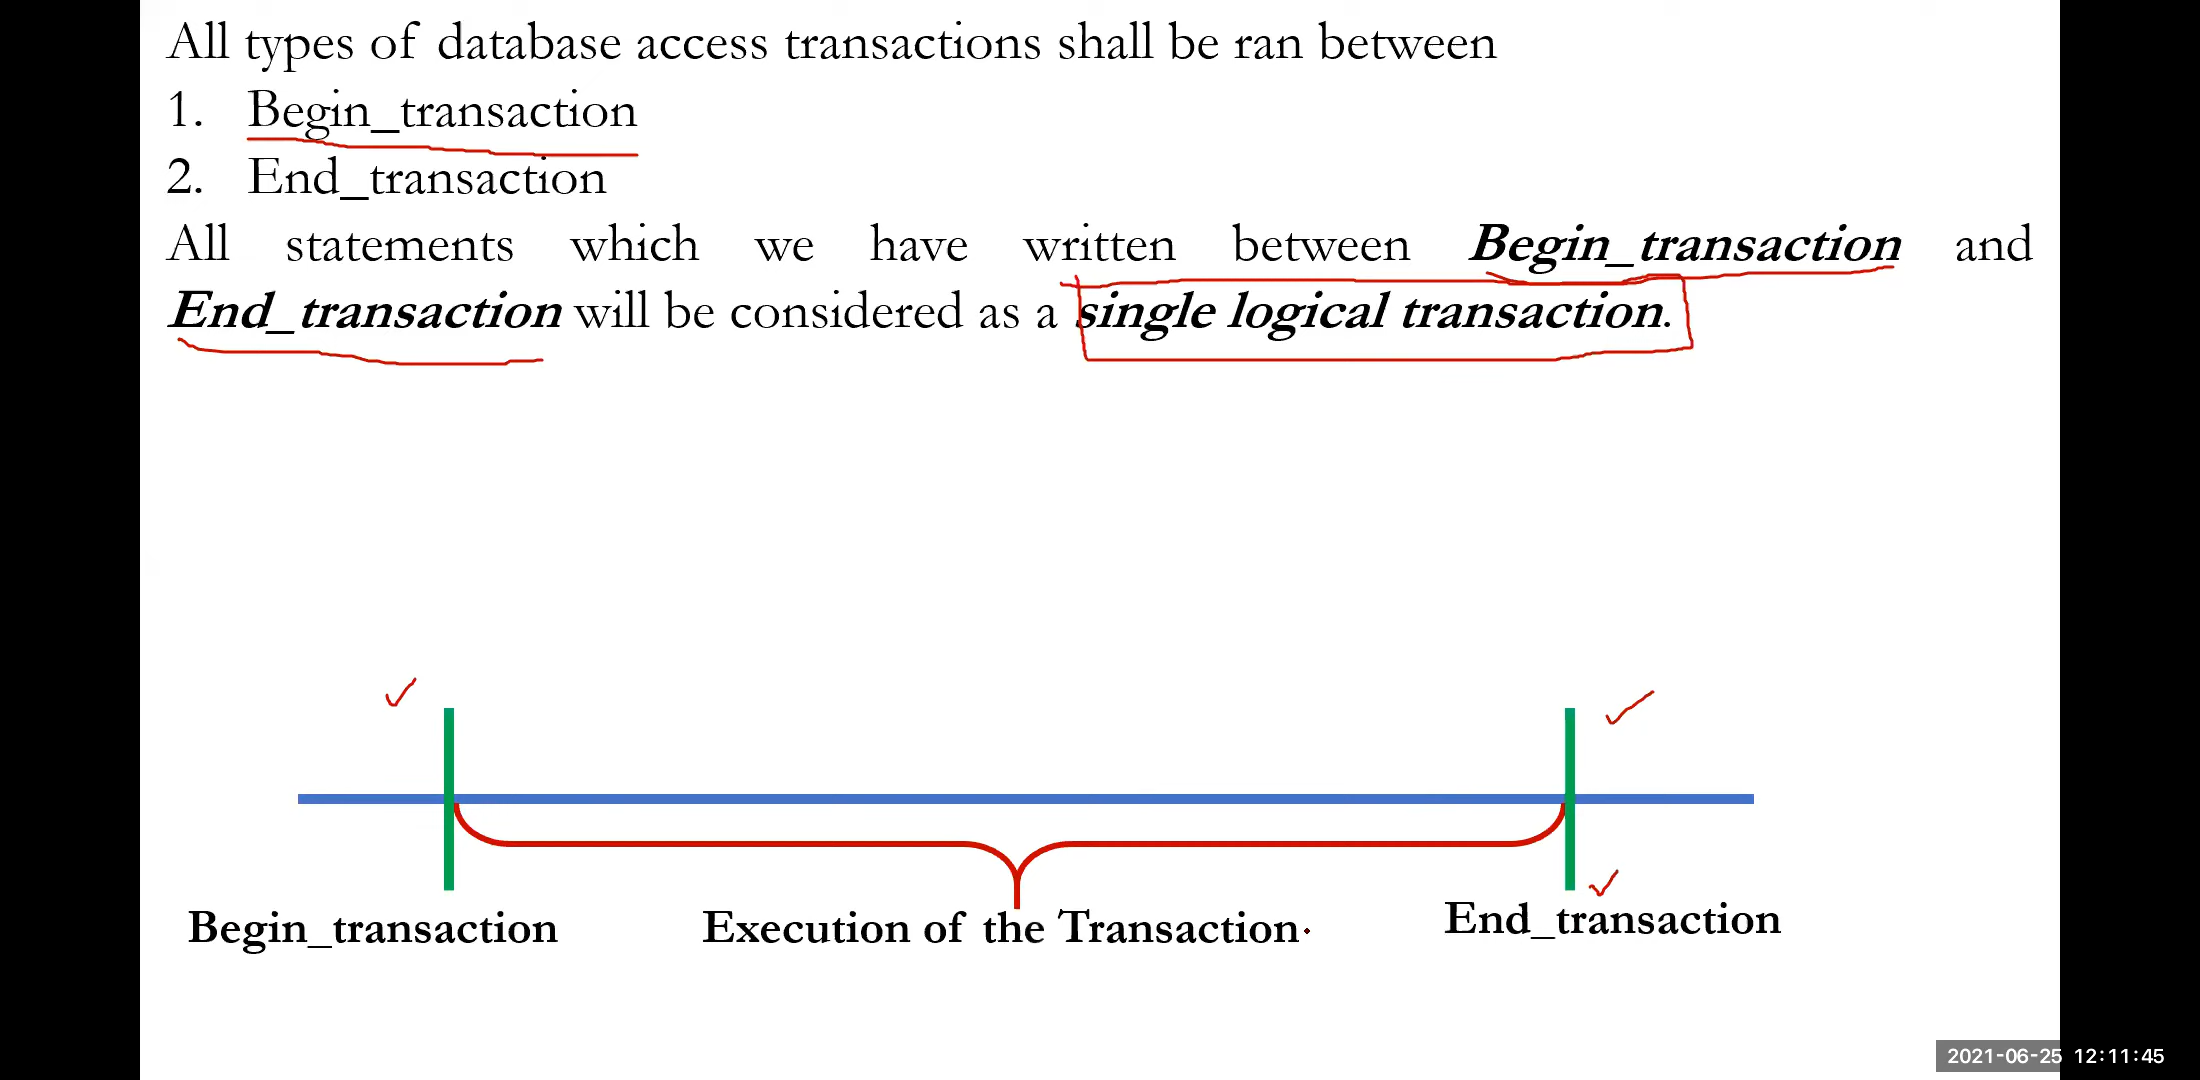 All types of database access transactions shall be ran between
1. Begin_transaction
2. End_transaction
All statements which we have written between Begin_transaction and
End_transaction will be considered as a single logical transaction.
Begin_transaction
Execution of the Transaction
End_transaction
2021-06-25 12:11:45